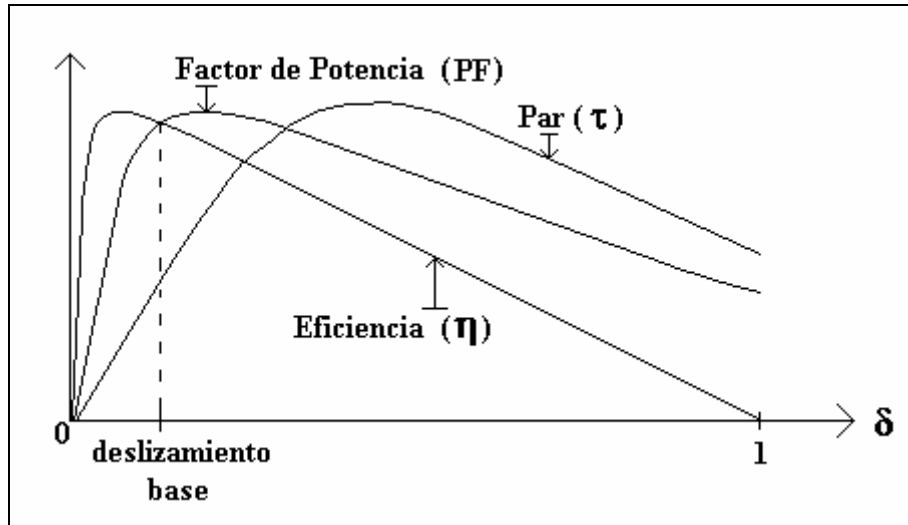 Factor de Potencia (PF)
Par (τ)
Eficiencia (η)
0
deslizamiento
base
1
δ